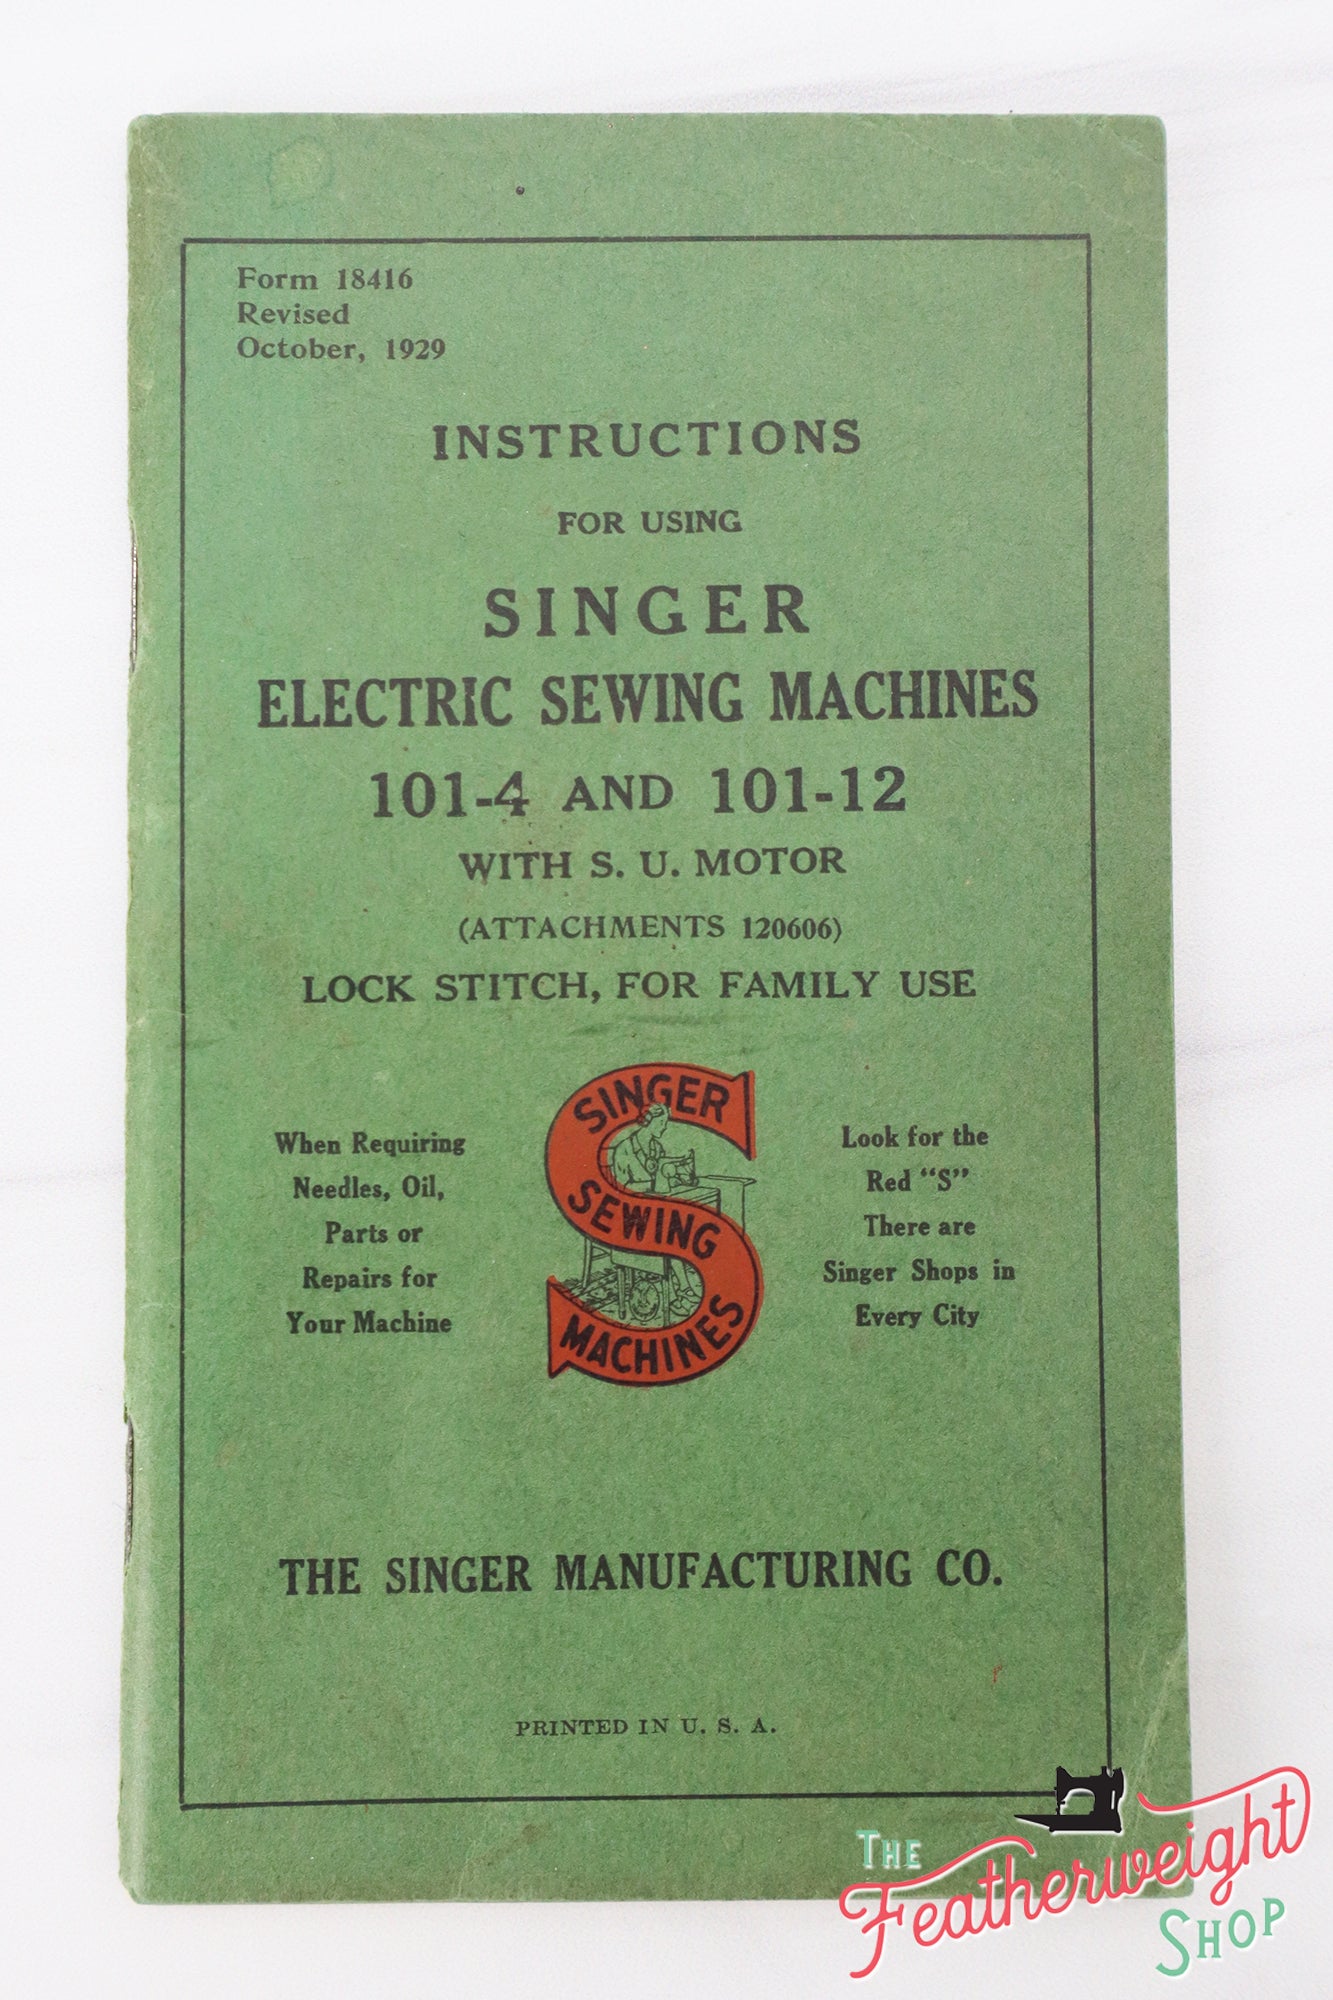 Form 18416
Revised
October, 1929
INSTRUCTIONS
FOR USING
SINGER
ELECTRIC SEWING MACHINES
101-4 AND 101-12
WITH S. U. MOTOR
(ATTACHMENTS 120606)
LOCK STITCH, FOR FAMILY USE
When Requiring
Needles, Oil,
Parts or
Repairs for
Your Machine
SINGER
SEWING
MACHINES
Look for the
Red "S"
There are
Singer Shops in
Every City
THE SINGER MANUFACTURING CO.
PRINTED IN U. S. A.
THE
Featherweight
SHOP